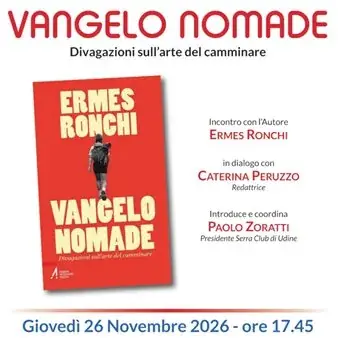 VANGELO NOMADE
Divagazioni sull'arte del camminare
ERMES
RONCHI
VANGELO
NOMADE
Divagazioni sull'arte del camminare
Incontro con l'Autore
ERMES RONCHI
in dialogo con
CATERINA PERUZZO
Redattrice
Introduce e coordina
PAOLO ZORATTI
Presidente Serra Club di Udine
Giovedì 26 Novembre 2026 - ore 17.45